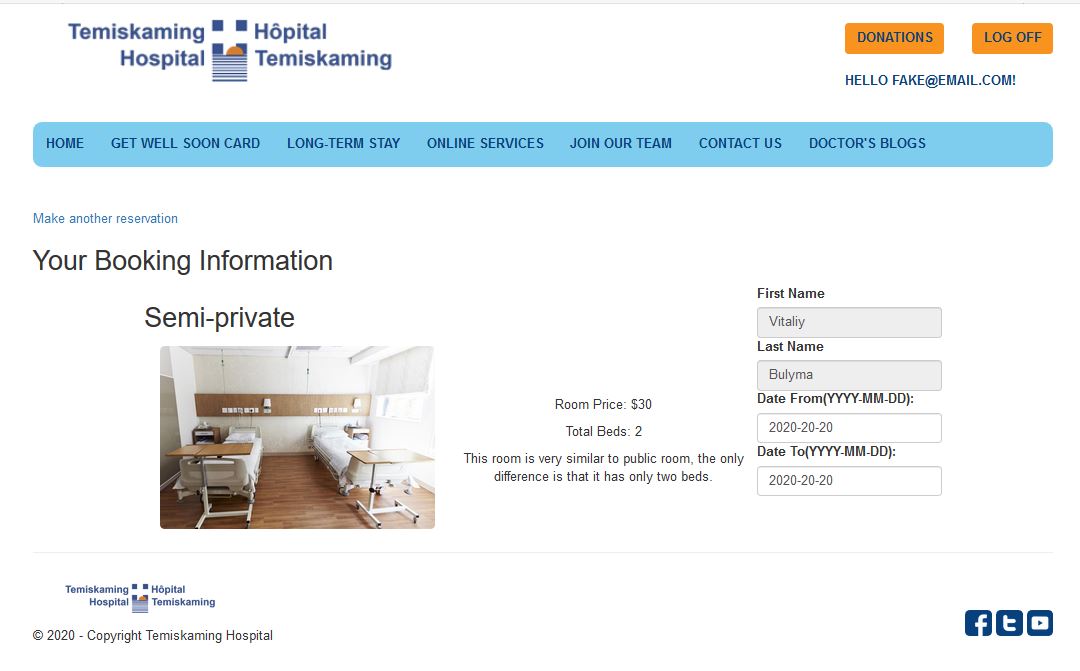 Temiskaming Hôpital
Hospital Temiskaming
DONATIONS
LOG OFF
HELLO FAKE@EMAIL.COM!
HOME GET WELL SOON CARD LONG-TERM STAY ONLINE SERVICES JOIN OUR TEAM CONTACT US DOCTOR'S BLOGS
Make another reservation
Your Booking Information
Semi-private
Room Price: $30
Total Beds: 2
This room is very similar to public room, the only
difference is that it has only two beds.
First Name
Vitaliy
Last Name
Bulyma
Date From(YYYY-MM-DD):
2020-20-20
Date To(YYYY-MM-DD):
2020-20-20
Temiskaming Hôpital
Hospital Temiskaming
© 2020 - Copyright Temiskaming Hospital